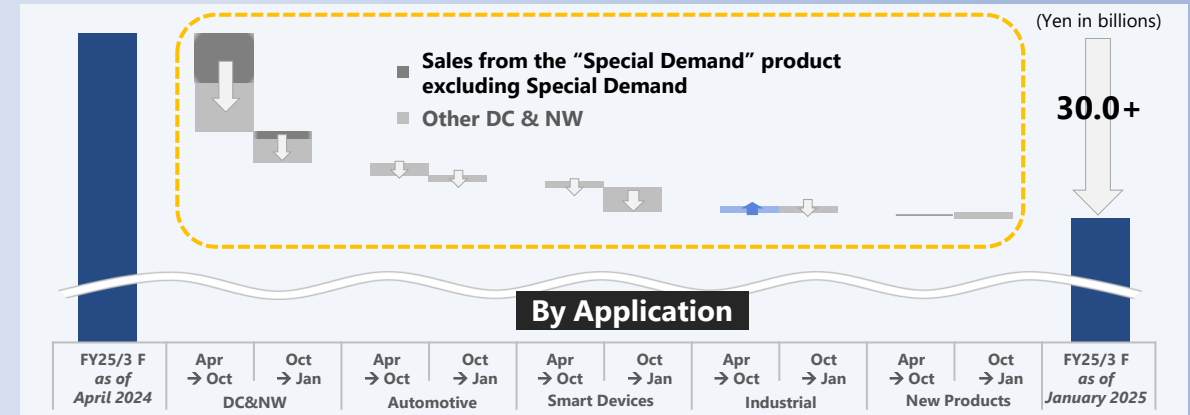 (Yen in billions)
Sales from the “Special Demand” product
excluding Special Demand
Other DC & NW
30.0+
By Application
FY25/3 F
as of
April 2024
Apr
→ Oct
Oct
→ Jan
DC&NW
Apr
→ Oct
Oct
→ Jan
Automotive
Apr
→ Oct
Oct
→ Jan
Smart Devices
Apr
→ Oct
Oct
→ Jan
Industrial
Apr
→ Oct
Oct
→ Jan
New Products
FY25/3 F
as of
January 2025